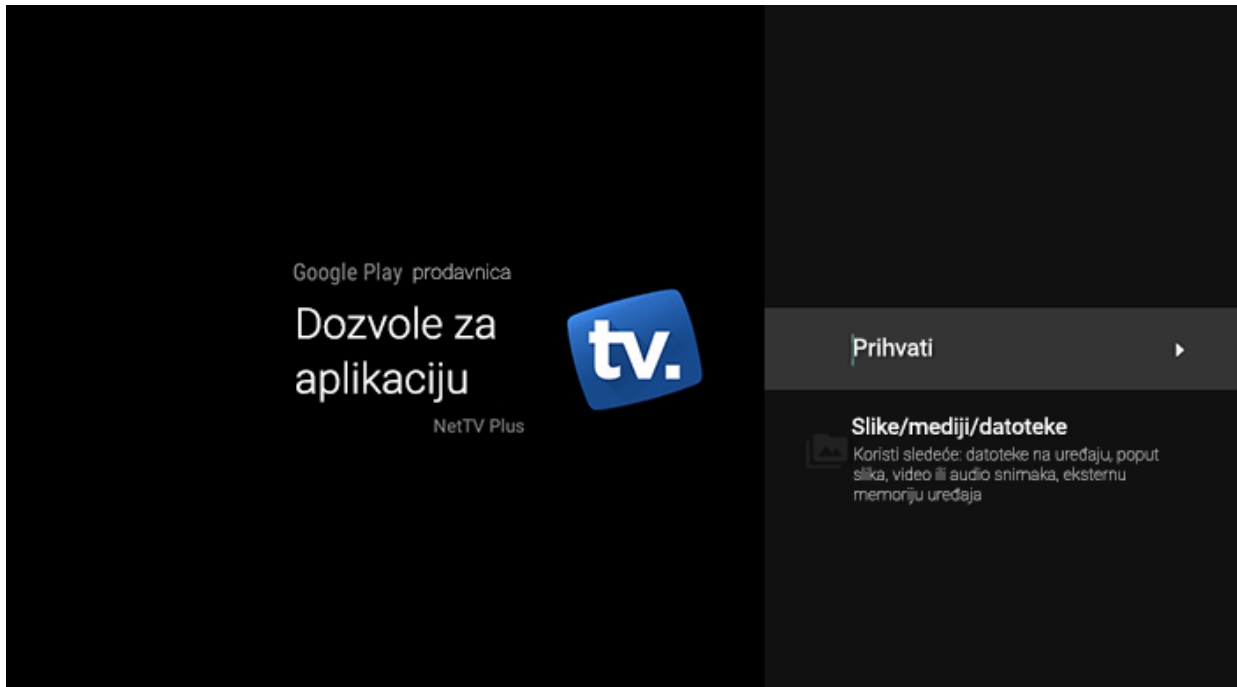 Google Play prodavnica
Dozvole za
aplikaciju
NetTV Plus
tv.
Prihvati
Slike/mediji/datoteke
Koristi sledeće: datoteke na uređaju, poput
slika, video ili audio snimaka, eksternu
memoriju uređaja